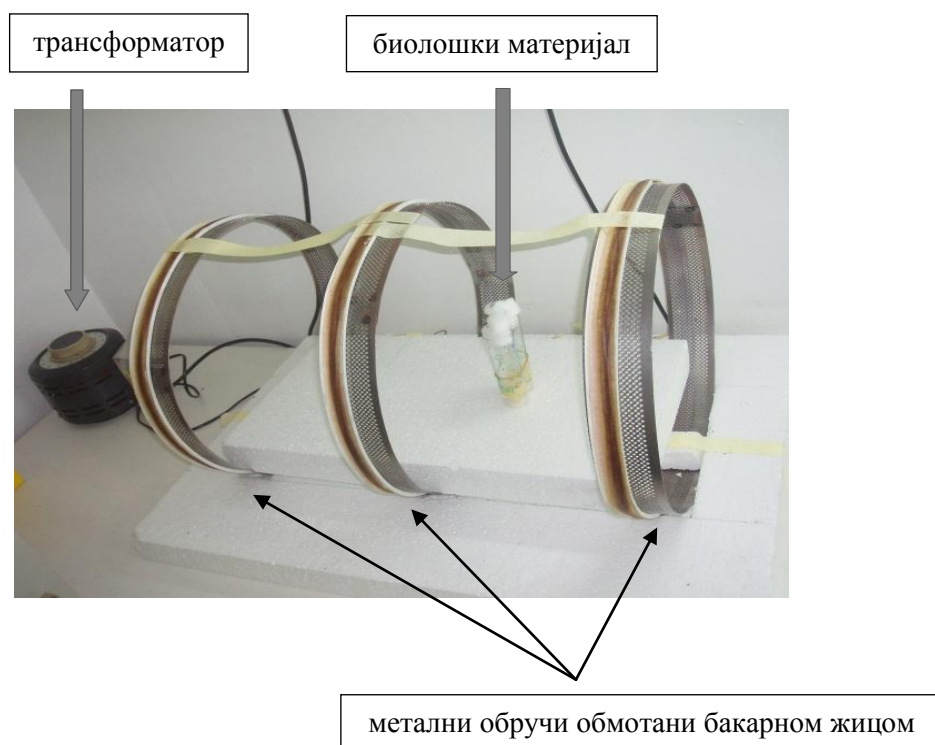 трансформатор
биолошки материјал
метални обручи обмотани бакарном жицом